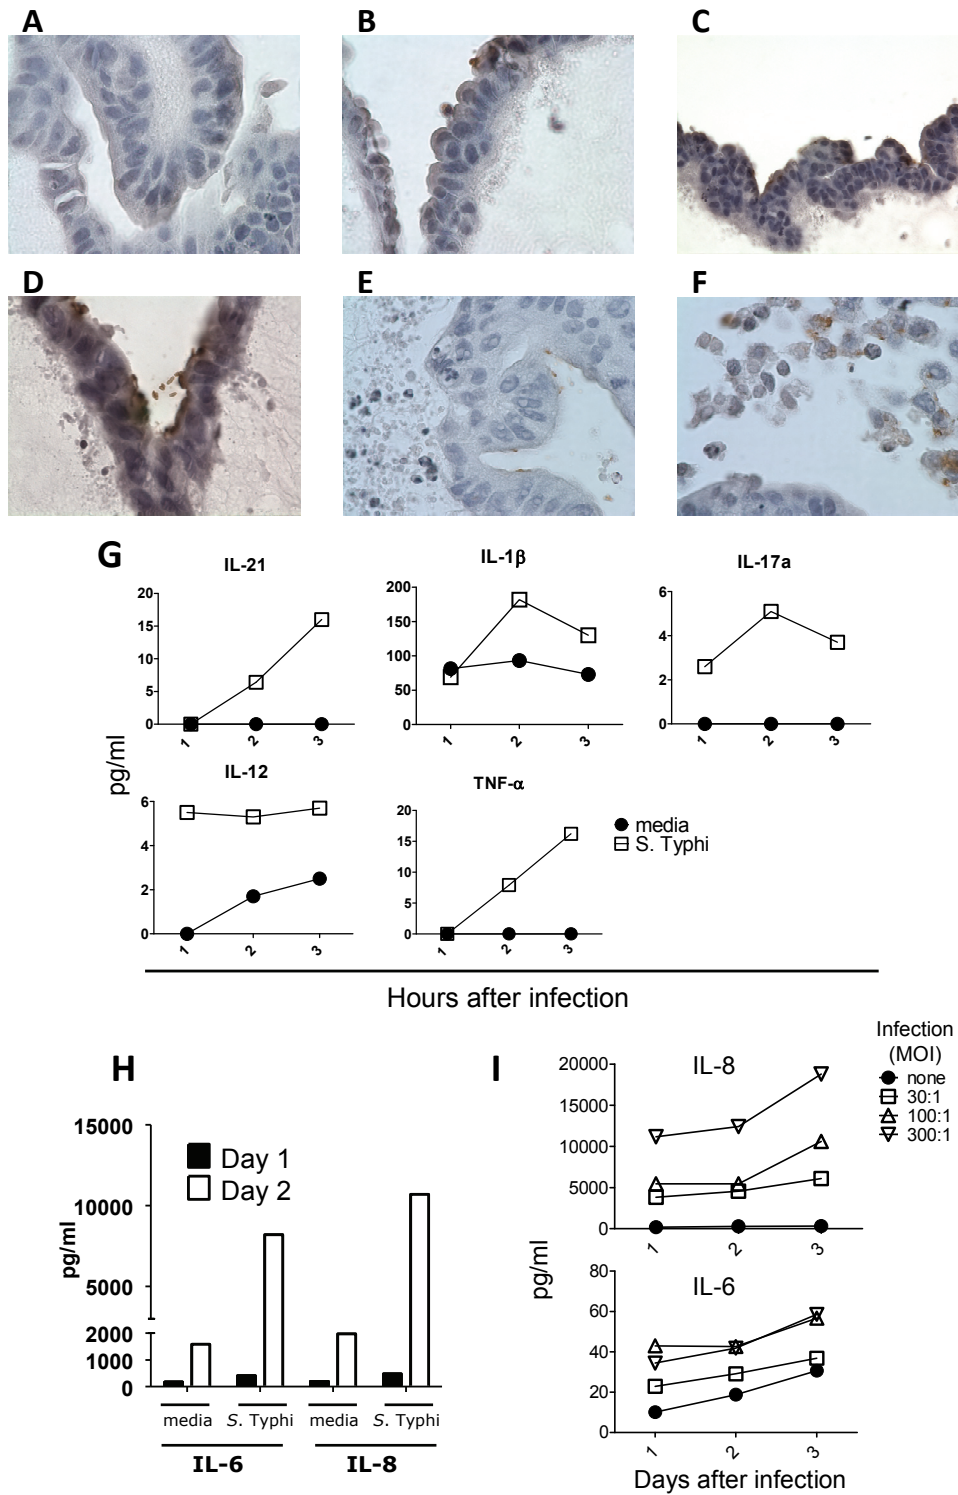 A
B
C
D
E
F
G
IL-21
20
15
10
5
0
1
2
3
IL-1β
200
150
100
50
0
1
2
3
IL-17a
6
4
2
0
1
2
3
pg/ml
IL-12
6
4
2
0
1
2
3
TNF-α
20
15
10
5
0
1
2
3
media
S. Typhi
Hours after infection
H
15000
10000
5000
2000
1000
0
pg/ml
Day 1
Day 2
media
S. Typhi
media
S. Typhi
IL-6
IL-8
I
Infection
(MOI)
none
30:1
100:1
300:1
IL-8
20000
15000
10000
5000
0
1
2
3
pg/ml
IL-6
80
60
40
20
0
1
2
3
Days after infection